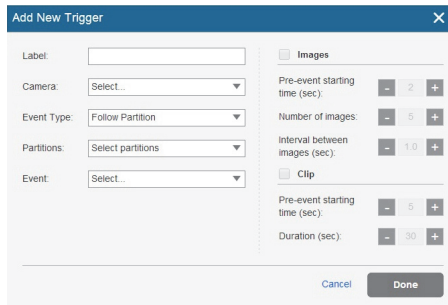 Add New Trigger
Label:
Camera: Select...
Event Type: Follow Partition
Partitions: Select partitions
Event: Select...
Images
Pre-event starting
time (sec): - 2 +
Number of images: - 5 +
Interval between
images (sec): - 1.0 +
Clip
Pre-event starting
time (sec): - 5 +
Duration (sec): - 30 +
Cancel Done